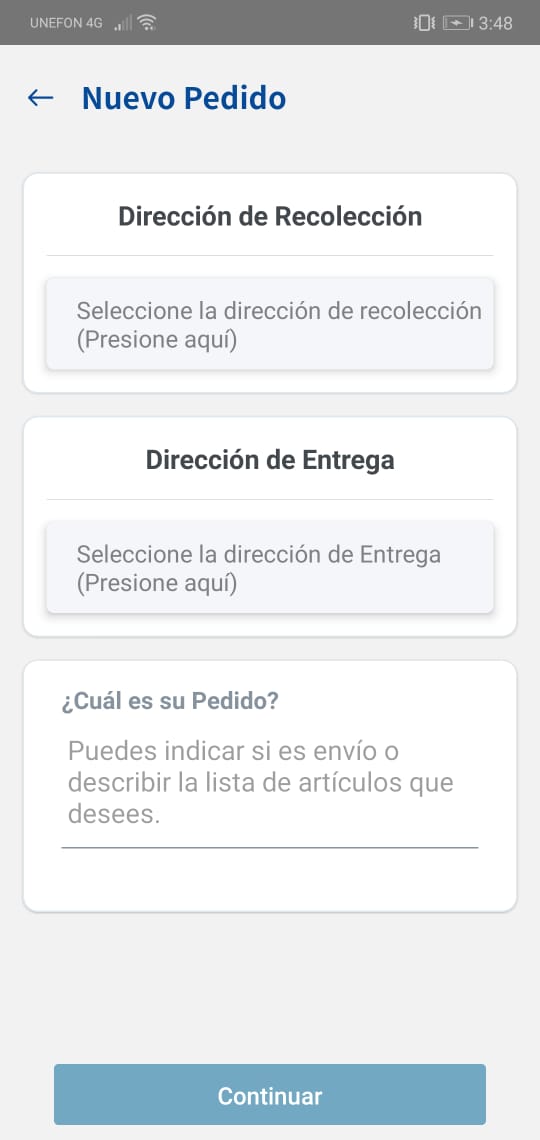 UNEFON 4G 3:48
Nuevo Pedido
Dirección de Recolección
Seleccione la dirección de recolección
(Presione aquí)
Dirección de Entrega
Seleccione la dirección de Entrega
(Presione aquí)
¿Cuál es su Pedido?
Puedes indicar si es envío o
describir la lista de artículos que
desees.
Continuar